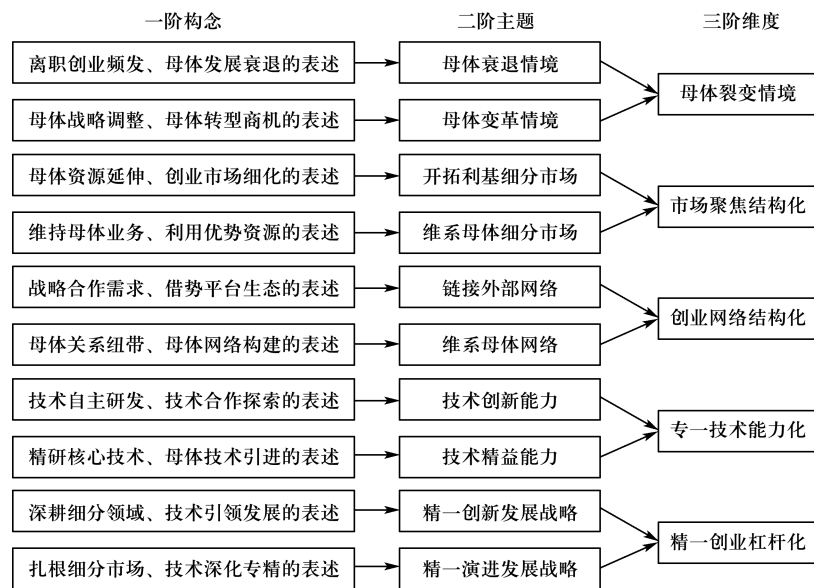 一阶构念 二阶主题 三阶维度
离职创业频发、母体发展衰退的表述 母体衰退情境
母体裂变情境
母体战略调整、母体转型商机的表述 母体变革情境
母体资源延伸、创业市场细化的表述 开拓利基细分市场
市场聚焦结构化
维持母体业务、利用优势资源的表述 维系母体细分市场
战略合作需求、借势平台生态的表述 链接外部网络
创业网络结构化
母体关系纽带、母体网络构建的表述 维系母体网络
技术自主研发、技术合作探索的表述 技术创新能力
专一技术能力化
精研核心技术、母体技术引进的表述 技术精益能力
深耕细分领域、技术引领发展的表述 精一创新发展战略
精一创业杠杆化
扎根细分市场、技术深化专精的表述 精一演进发展战略